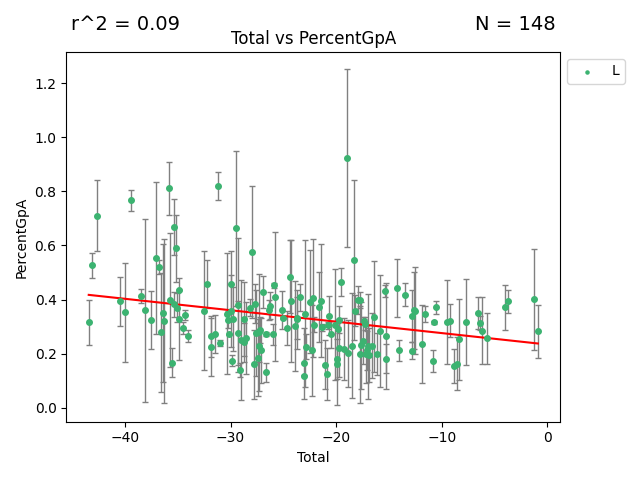 r^2 = 0.09
N = 148
Total vs PercentGpA
L
PercentGpA
1.2
1.0
0.8
0.6
0.4
0.2
0.0
−40
−30
−20
−10
0
Total